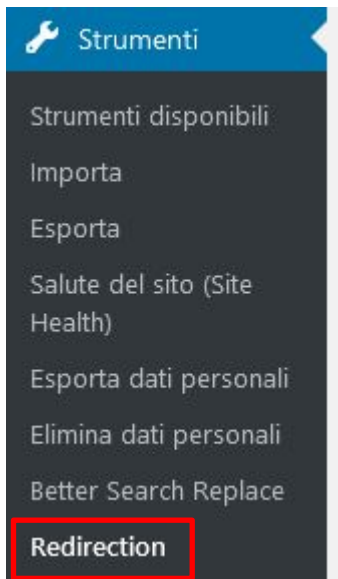 Strumenti
Strumenti disponibili
Importa
Esporta
Salute del sito (Site
Health)
Esporta dati personali
Elimina dati personali
Better Search Replace
Redirection